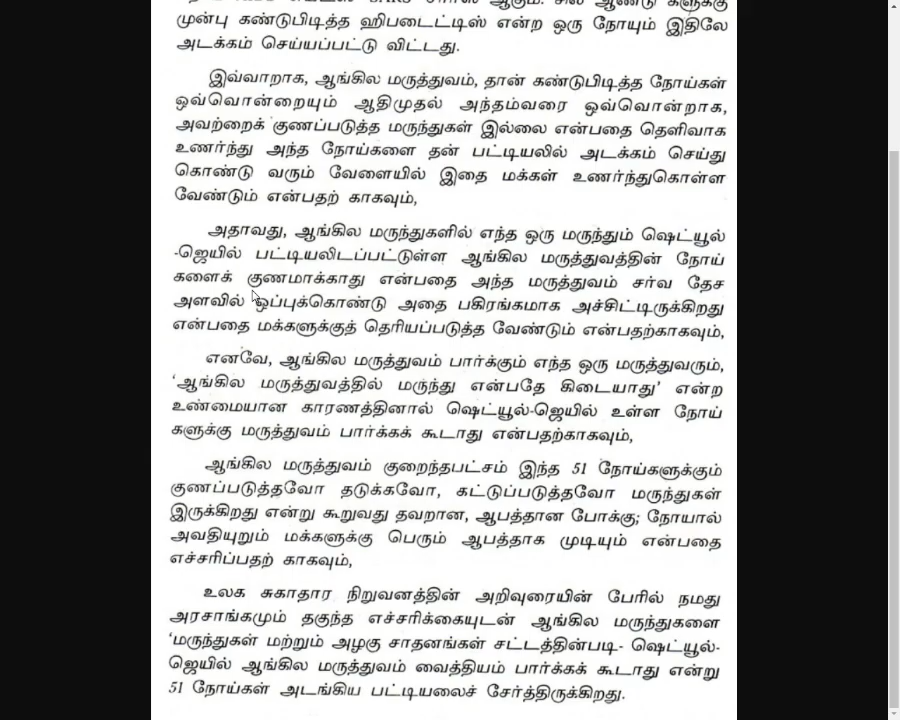 முன்பு கண்டுபிடித்த ஹிபடைட்டிஸ் என்ற ஒரு நோயும் இதிலே
அடக்கம் செய்யப்பட்டு விட்டது.
இவ்வாறாக, ஆங்கில மருத்துவம், தான் கண்டுபிடித்த நோய்கள்
ஒவ்வொன்றையும் ஆதிமுதல் அந்தம்வரை ஒவ்வொன்றாக,
அவற்றைக் குணப்படுத்த மருந்துகள் இல்லை என்பதை தெளிவாக
உணர்ந்து அந்த நோய்களை தன் பட்டியலில் அடக்கம் செய்து
கொண்டு வரும் வேளையில் இதை மக்கள் உணர்ந்துகொள்ள
வேண்டும் என்பதற் காகவும்,
அதாவது, ஆங்கில மருந்துகளில் எந்த ஒரு மருந்தும் ஷெட்யூல்
-ஜெயில் பட்டியலிடப்பட்டுள்ள ஆங்கில மருத்துவத்தின் நோய்
களைக் குணமாக்காது என்பதை அந்த மருத்துவம் சர்வ தேச
அளவில் ஒப்புக்கொண்டு அதை பகிரங்கமாக அச்சிட்டிருக்கிறது
என்பதை மக்களுக்குத் தெரியப்படுத்த வேண்டும் என்பதற்காகவும்,
எனவே, ஆங்கில மருத்துவம் பார்க்கும் எந்த ஒரு மருத்துவரும்,
'ஆங்கில மருத்துவத்தில் மருந்து என்பதே கிடையாது' என்ற
உண்மையான காரணத்தினால் ஷெட்யூல்-ஜெயில் உள்ள நோய்
களுக்கு மருத்துவம் பார்க்கக் கூடாது என்பதற்காகவும்,
ஆங்கில மருத்துவம் குறைந்தபட்சம் இந்த 51 நோய்களுக்கும்
குணப்படுத்தவோ தடுக்கவோ, கட்டுப்படுத்தவோ மருந்துகள்
இருக்கிறது என்று கூறுவது தவறான, ஆபத்தான போக்கு; நோயால்
அவதியுறும் மக்களுக்கு பெரும் ஆபத்தாக முடியும் என்பதை
எச்சரிப்பதற் காகவும்,
உலக சுகாதார நிறுவனத்தின் அறிவுரையின் பேரில் நமது
அரசாங்கமும் தகுந்த எச்சரிக்கையுடன் ஆங்கில மருந்துகளை
'மருந்துகள் மற்றும் அழகு சாதனங்கள் சட்டத்தின்படி- ஷெட்யூல்-
ஜெயில் ஆங்கில மருத்துவம் வைத்தியம் பார்க்கக் கூடாது என்று
51 நோய்கள் அடங்கிய பட்டியலைச் சேர்த்திருக்கிறது.